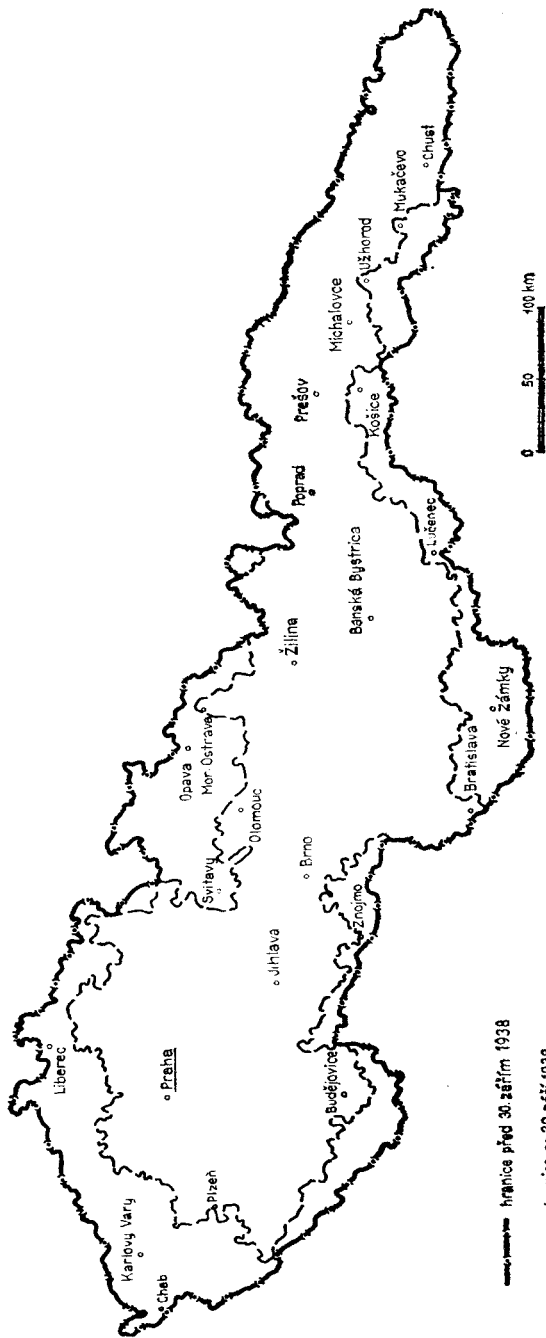 Liberec
Karlovy Vary
Cheb
Praha
Plzeň
Budějovice
Jihlava
Svitavy
Opava
Mor. Ostrava
Olomouc
Brno
Znojmo
Žilina
Poprad
Prešov
Banská Bystrica
Bratislava
Nové Zámky
Lučenec
Košice
Michalovce
Užhorad
Mukačevo
Chust
0 50 100 km
hranice před 30. zářím 1938